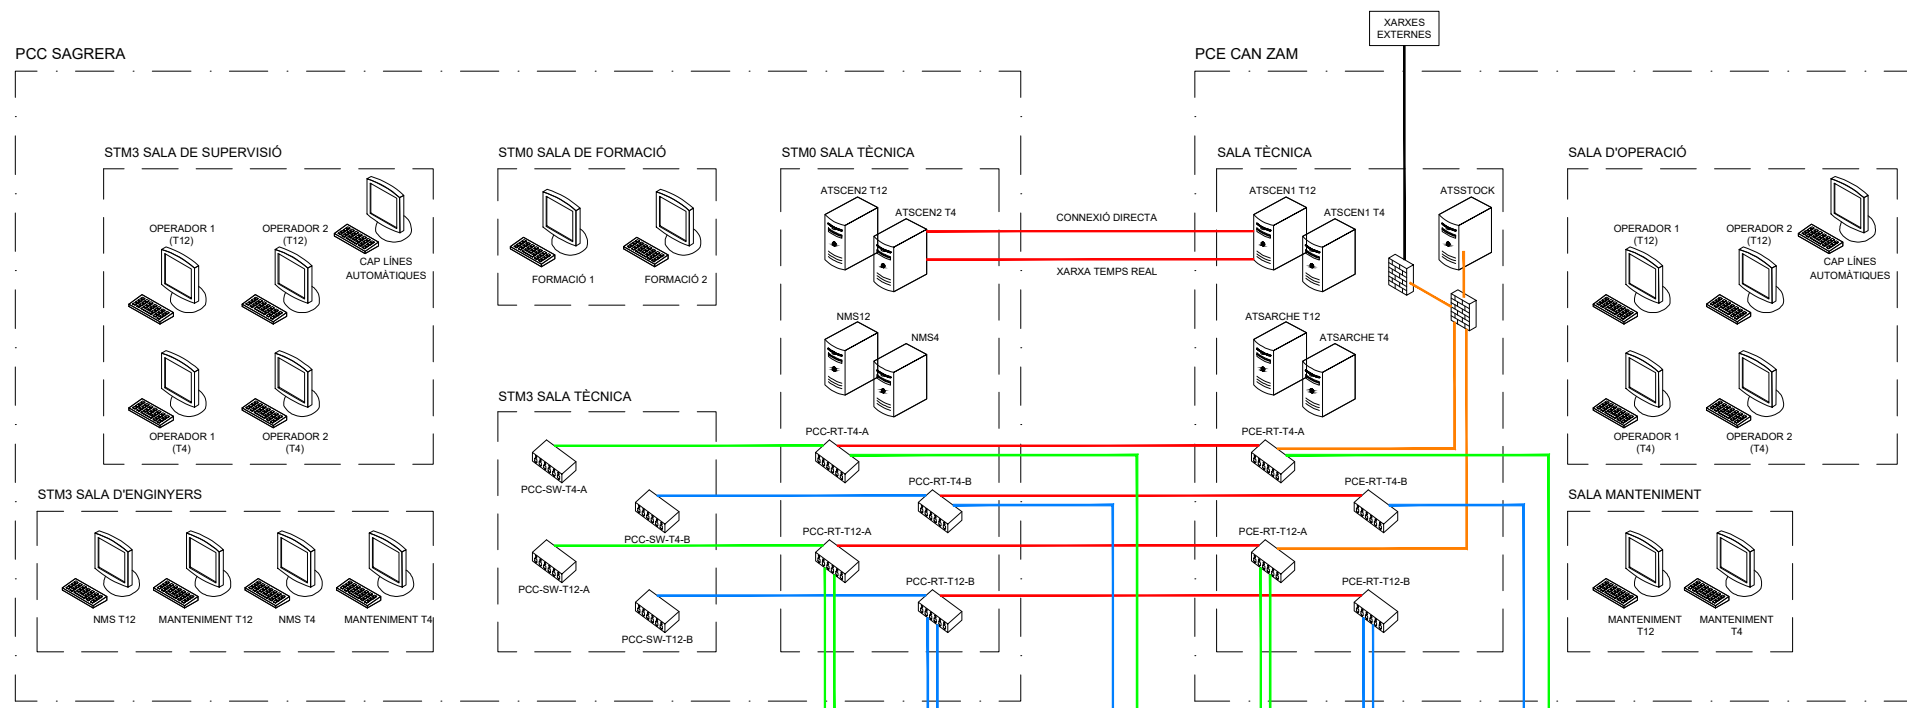 XARXES
EXTERNES
PCC SAGRERA
PCE CAN ZAM
STM3 SALA DE SUPERVISIÓ
OPERADOR 1
(T12)
OPERADOR 2
(T12)
CAP LÍNES
AUTOMÀTIQUES
OPERADOR 1
(T4)
OPERADOR 2
(T4)
STM3 SALA D'ENGINYERS
NMS T12
MANTENIMENT T12
NMS T4
MANTENIMENT T4
STM0 SALA DE FORMACIÓ
FORMACIÓ 1
FORMACIÓ 2
STM3 SALA TÈCNICA
PCC-SW-T4-A
PCC-SW-T4-B
PCC-SW-T12-A
PCC-SW-T12-B
STM0 SALA TÈCNICA
ATSCEN2 T12
ATSCEN2 T4
NMS12
NMS4
PCC-RT-T4-A
PCC-RT-T4-B
PCC-RT-T12-A
PCC-RT-T12-B
CONNEXIÓ DIRECTA
XARXA TEMPS REAL
SALA TÈCNICA
ATSCEN1 T12
ATSCEN1 T4
ATSSTOCK
ATSARCHE T12
ATSARCHE T4
PCE-RT-T4-A
PCE-RT-T4-B
PCE-RT-T12-A
PCE-RT-T12-B
SALA D'OPERACIÓ
OPERADOR 1
(T12)
OPERADOR 2
(T12)
CAP LÍNES
AUTOMÀTIQUES
OPERADOR 1
(T4)
OPERADOR 2
(T4)
SALA MANTENIMENT
MANTENIMENT
T12
MANTENIMENT
T4